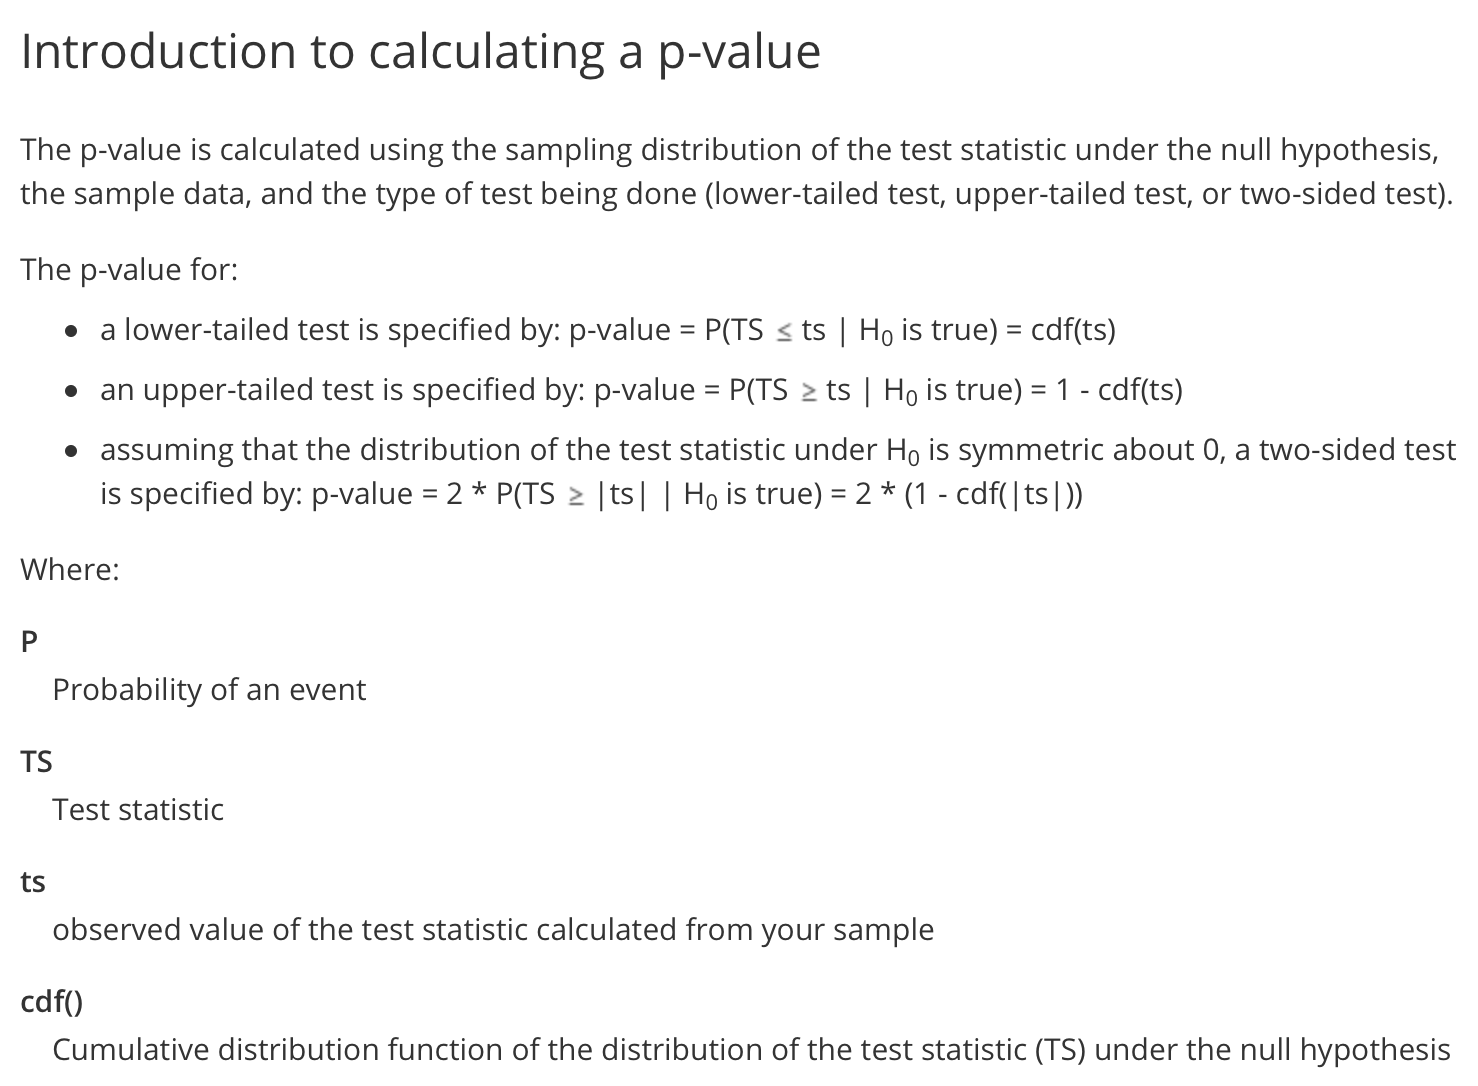 Introduction to calculating a p-value
The p-value is calculated using the sampling distribution of the test statistic under the null hypothesis,
the sample data, and the type of test being done (lower-tailed test, upper-tailed test, or two-sided test).
The p-value for:
• a lower-tailed test is specified by: p-value = P(TS ≤ ts | H₀ is true) = cdf(ts)
• an upper-tailed test is specified by: p-value = P(TS ≥ ts | H₀ is true) = 1 - cdf(ts)
• assuming that the distribution of the test statistic under H₀ is symmetric about 0, a two-sided test
is specified by: p-value = 2 * P(TS ≥ |ts| | H₀ is true) = 2 * (1 - cdf(|ts|))
Where:
P
Probability of an event
TS
Test statistic
ts
observed value of the test statistic calculated from your sample
cdf()
Cumulative distribution function of the distribution of the test statistic (TS) under the null hypothesis